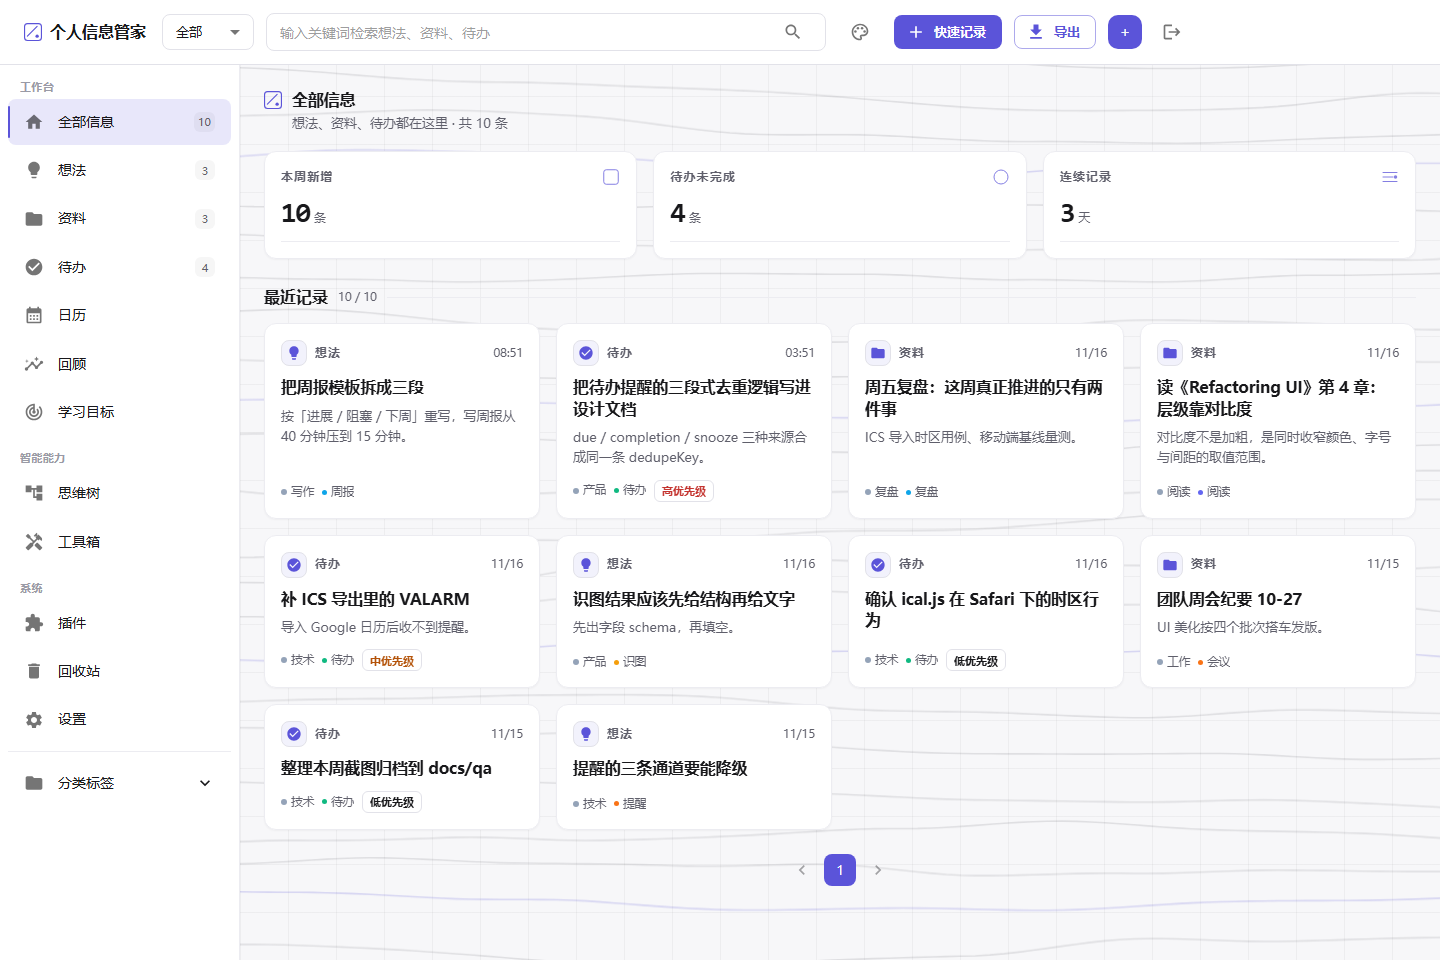 个人信息管家
全部
输入关键词检索想法、资料、待办
+ 快速记录
导出
+
工作台
全部信息 10
想法 3
资料 3
待办 4
日历
回顾
学习目标
智能能力
思维树
工具箱
系统
插件
回收站
设置
分类标签
全部信息
想法、资料、待办都在这里 · 共 10 条
本周新增
10 条
待办未完成
4 条
连续记录
3 天
最近记录 10 / 10
想法 08:51
把周报模板拆成三段
按「进展 / 阻塞 / 下周」重写，写周报从
40 分钟压到 15 分钟。
写作 周报
待办 03:51
把待办提醒的三段式去重逻辑写进
设计文档
due / completion / snooze 三种来源合
成同一条 dedupeKey。
产品 待办 高优先级
资料 11/16
周五复盘：这周真正推进的只有两
件事
ICS 导入时区用例、移动端基线量测。
复盘 复盘
资料 11/16
读《Refactoring UI》第 4 章：
层级靠对比度
对比度不是加粗，是同时收窄颜色、字号
与间距的取值范围。
阅读 阅读
待办 11/16
补 ICS 导出里的 VALARM
导入 Google 日历后收不到提醒。
技术 待办 中优先级
想法 11/16
识图结果应该先给结构再给文字
先出字段 schema，再填空。
产品 识图
待办 11/16
确认 ical.js 在 Safari 下的时区行
为
技术 待办 低优先级
资料 11/15
团队周会纪要 10-27
UI 美化按四个批次搭车发版。
工作 会议
待办 11/15
整理本周截图归档到 docs/qa
技术 待办 低优先级
想法 11/15
提醒的三条通道要能降级
技术 提醒
1